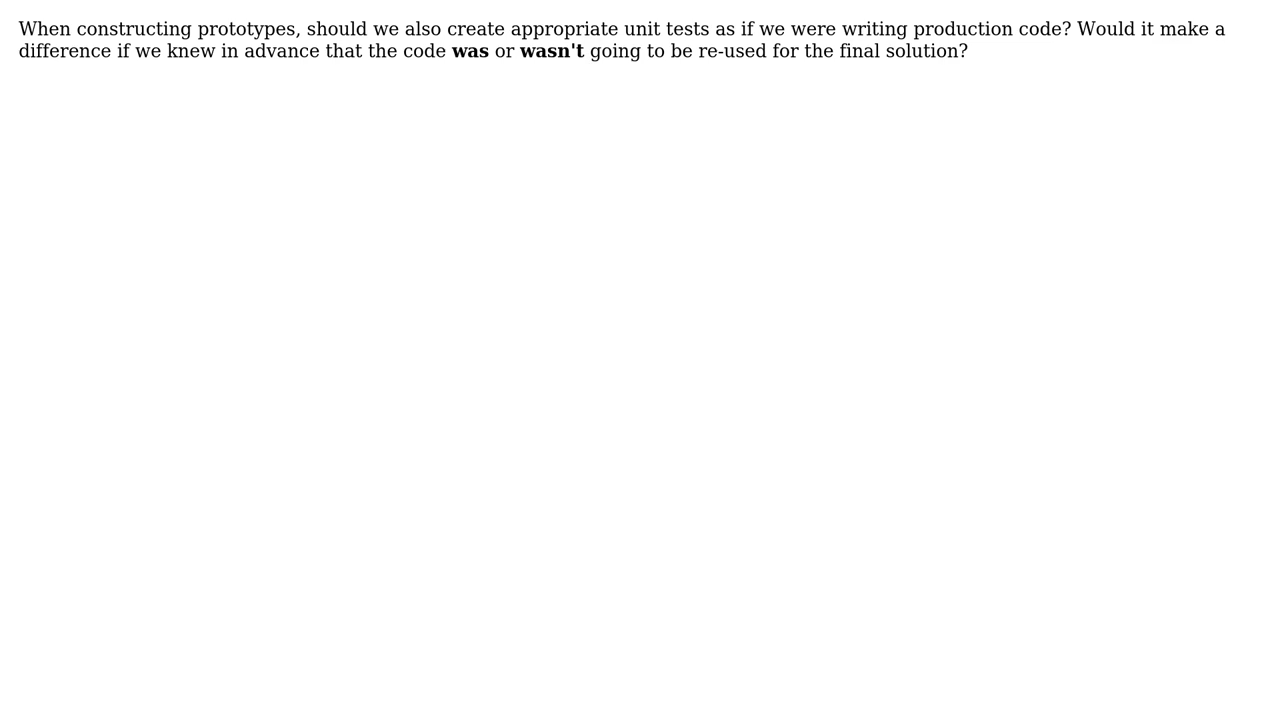 When constructing prototypes, should we also create appropriate unit tests as if we were writing production code? Would it make a
difference if we knew in advance that the code was or wasn't going to be re-used for the final solution?